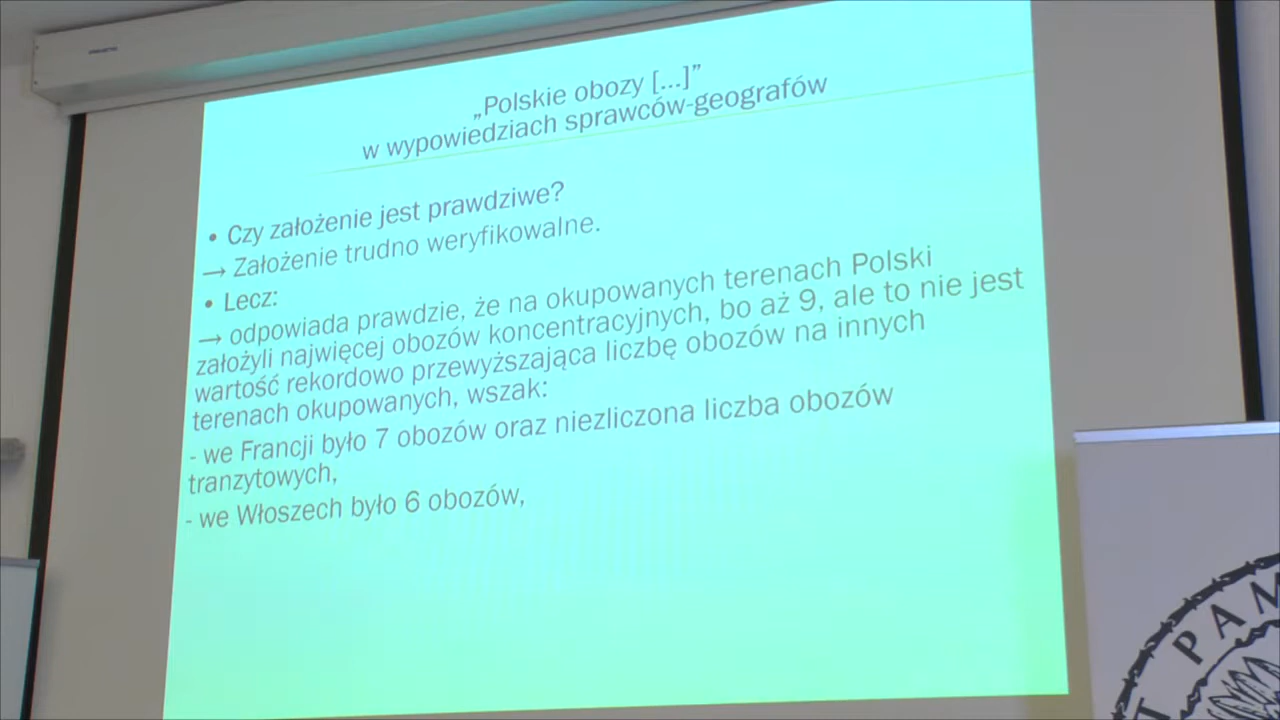 „Polskie obozy [...]”
w wypowiedziach sprawców-geografów
• Czy założenie jest prawdziwe?
→ Założenie trudno weryfikowalne.
• Lecz:
→ odpowiada prawdzie, że na okupowanych terenach Polski
założyli najwięcej obozów koncentracyjnych, bo aż 9, ale to nie jest
wartość rekordowo przewyższająca liczbę obozów na innych
terenach okupowanych, wszak:
- we Francji było 7 obozów oraz niezliczona liczba obozów
tranzytowych,
- we Włoszech było 6 obozów,
T PAM